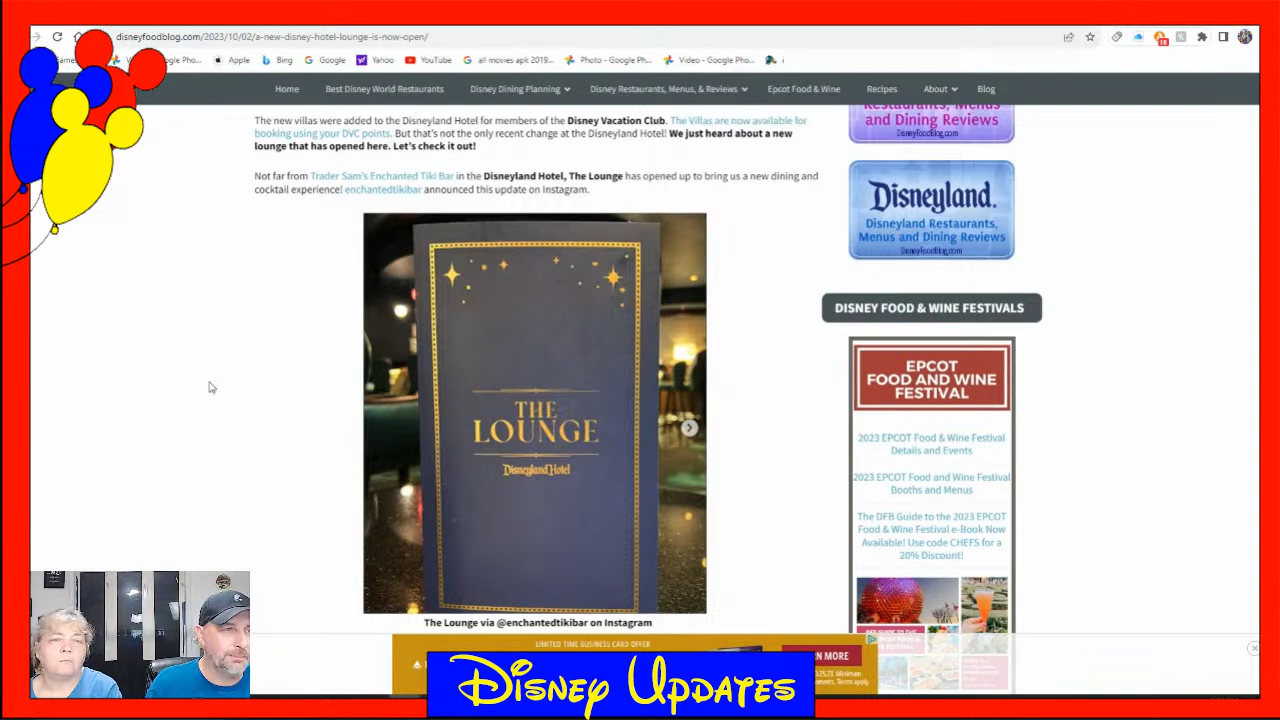 disneyfoodblog.com/2023/10/02/a-new-disney-hotel-lounge-is-now-open/
Apple
Bing
Google
Yahoo
YouTube
all movies apk 2019...
Photo - Google Ph...
Video - Google Pho...
18
Home
Best Disney World Restaurants
Disney Dining Planning
Disney Restaurants, Menus, & Reviews
Epcot Food & Wine
Recipes
About
Blog
The new villas were added to the Disneyland Hotel for members of the Disney Vacation Club. The Villas are now available for
booking using your DVC points. But that's not the only recent change at the Disneyland Hotel! We just heard about a new
lounge that has opened here. Let's check it out!
Not far from Trader Sam's Enchanted Tiki Bar in the Disneyland Hotel, The Lounge has opened up to bring us a new dining and
cocktail experience! enchantedtikibar announced this update on Instagram.
THE
LOUNGE
Disneyland Hotel
The Lounge via @enchantedtikibar on Instagram
Restaurants, Menus
and Dining Reviews
DisneyFoodBlog.com
Disneyland.
Disneyland Restaurants,
Menus and Dining Reviews
DisneyFoodBlog.com
DISNEY FOOD & WINE FESTIVALS
EPCOT
FOOD AND WINE
FESTIVAL
2023 EPCOT Food & Wine Festival
Details and Events
2023 EPCOT Food and Wine Festival
Booths and Menus
The DFB Guide to the 2023 EPCOT
Food & Wine Festival e-Book Now
Available! Use code CHEFS for a
20% Discount!
LIMITED TIME BUSINESS CARD OFFER
RN MORE
Minimum
Terms apply.
Disney Updates